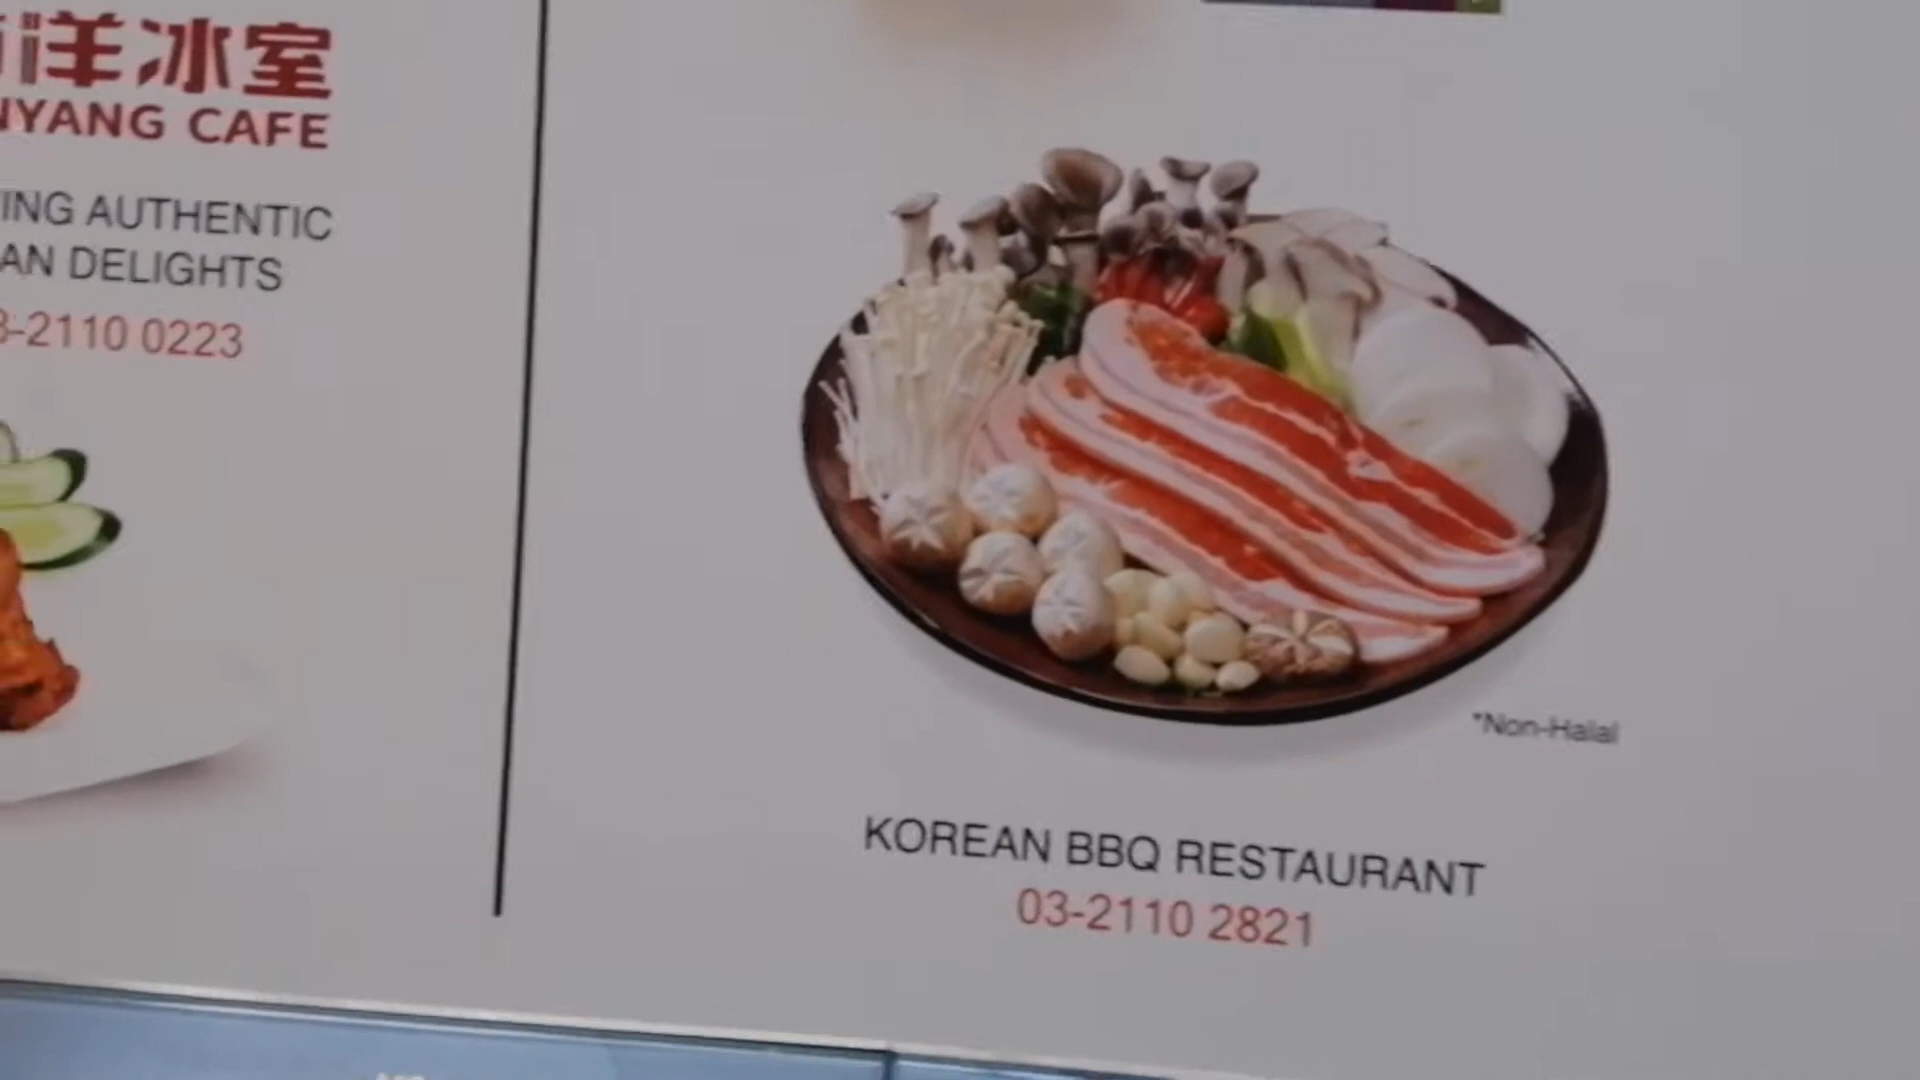 洋冰室
NYANG CAFE
ING AUTHENTIC
AN DELIGHTS
3-2110 0223
*Non-Halal
KOREAN BBQ RESTAURANT
03-2110 2821